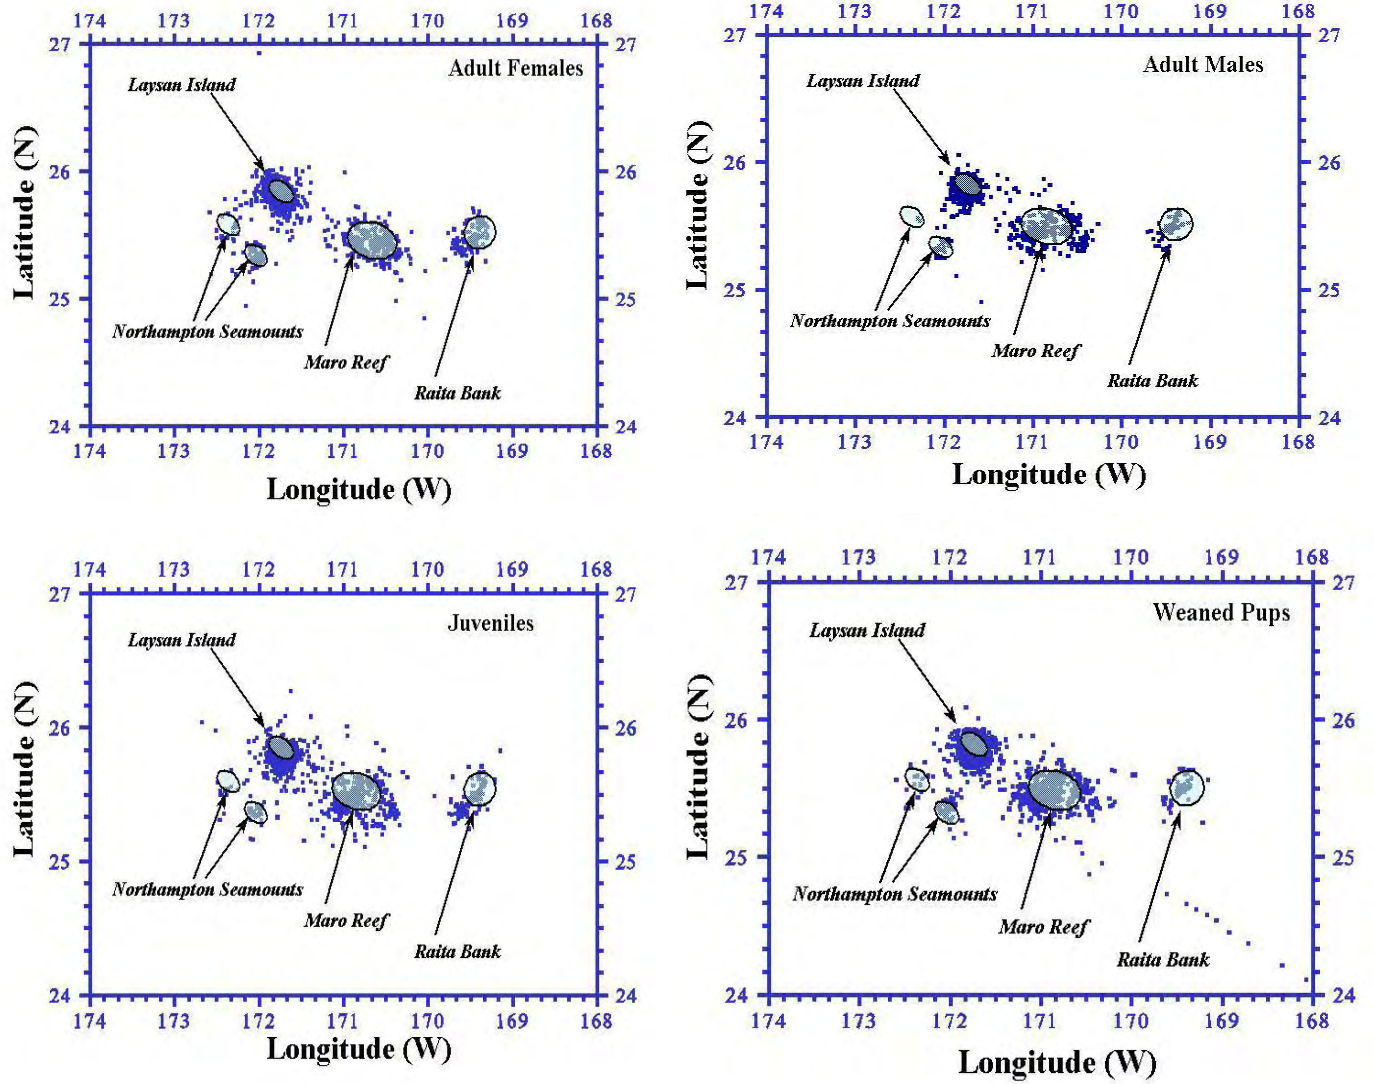 174 173 172 171 170 169 168
27 27
Adult Females
Laysan Island
26 26
Latitude (N)
25 25
Northampton Seamounts
Maro Reef
Raita Bank
24 24
174 173 172 171 170 169 168
Longitude (W)
174 173 172 171 170 169 168
27 27
Adult Males
Laysan Island
26 26
Latitude (N)
25 25
Northampton Seamounts
Maro Reef
Raita Bank
24 24
174 173 172 171 170 169 168
Longitude (W)
174 173 172 171 170 169 168
27 27
Juveniles
Laysan Island
26 26
Latitude (N)
25 25
Northampton Seamounts
Maro Reef
Raita Bank
24 24
174 173 172 171 170 169 168
Longitude (W)
174 173 172 171 170 169 168
27 27
Weaned Pups
Laysan Island
26 26
Latitude (N)
25 25
Northampton Seamounts
Maro Reef
Raita Bank
24 24
174 173 172 171 170 169 168
Longitude (W)